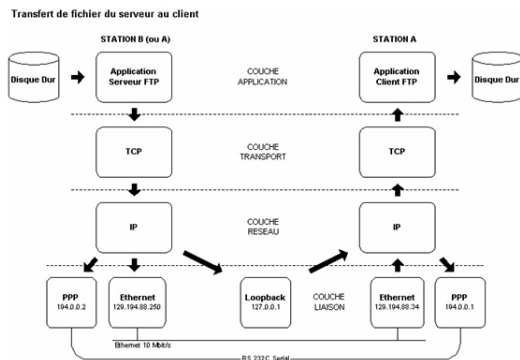 Transfert de fichier du serveur au client
STATION B (ou A)
STATION A
Disque Dur
Application
Serveur FTP
COUCHE
APPLICATION
Application
Client FTP
Disque Dur
TCP
COUCHE
TRANSPORT
TCP
IP
COUCHE
RESEAU
IP
PPP
194.0.0.2
Ethernet
129.194.88.250
Loopback
127.0.0.1
COUCHE
LIAISON
Ethernet
129.194.88.34
PPP
194.0.0.1
Ethernet 10 Mbit/s
RS 232C Serial